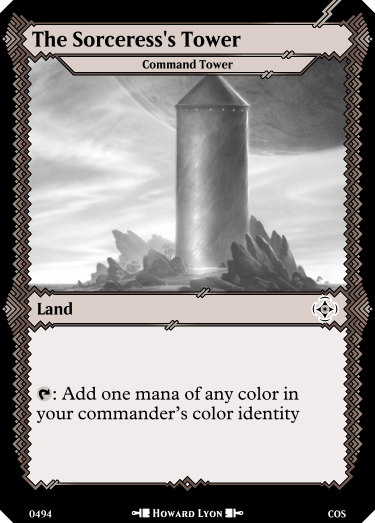 The Sorceress's Tower
Command Tower
Land
: Add one mana of any color in
your commander's color identity
0494 Howard Lyon COS